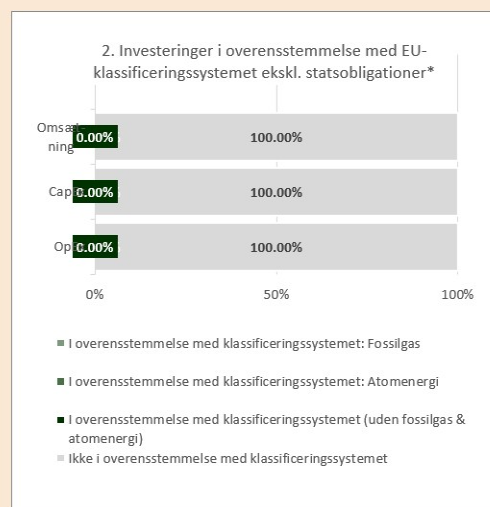 2. Investeringer i overensstemmelse med EU-
klassificeringssystemet ekskl. statsobligationer*
Omsæt-
ning
0.00%
100.00%
0.00%
100.00%
0.00%
100.00%
0%
50%
100%
I overensstemmelse med klassificeringssystemet: Fossilgas
I overensstemmelse med klassificeringssystemet: Atomenergi
I overensstemmelse med klassificeringssystemet (uden fossilgas &
atomenergi)
Ikke i overensstemmelse med klassificeringssystemet